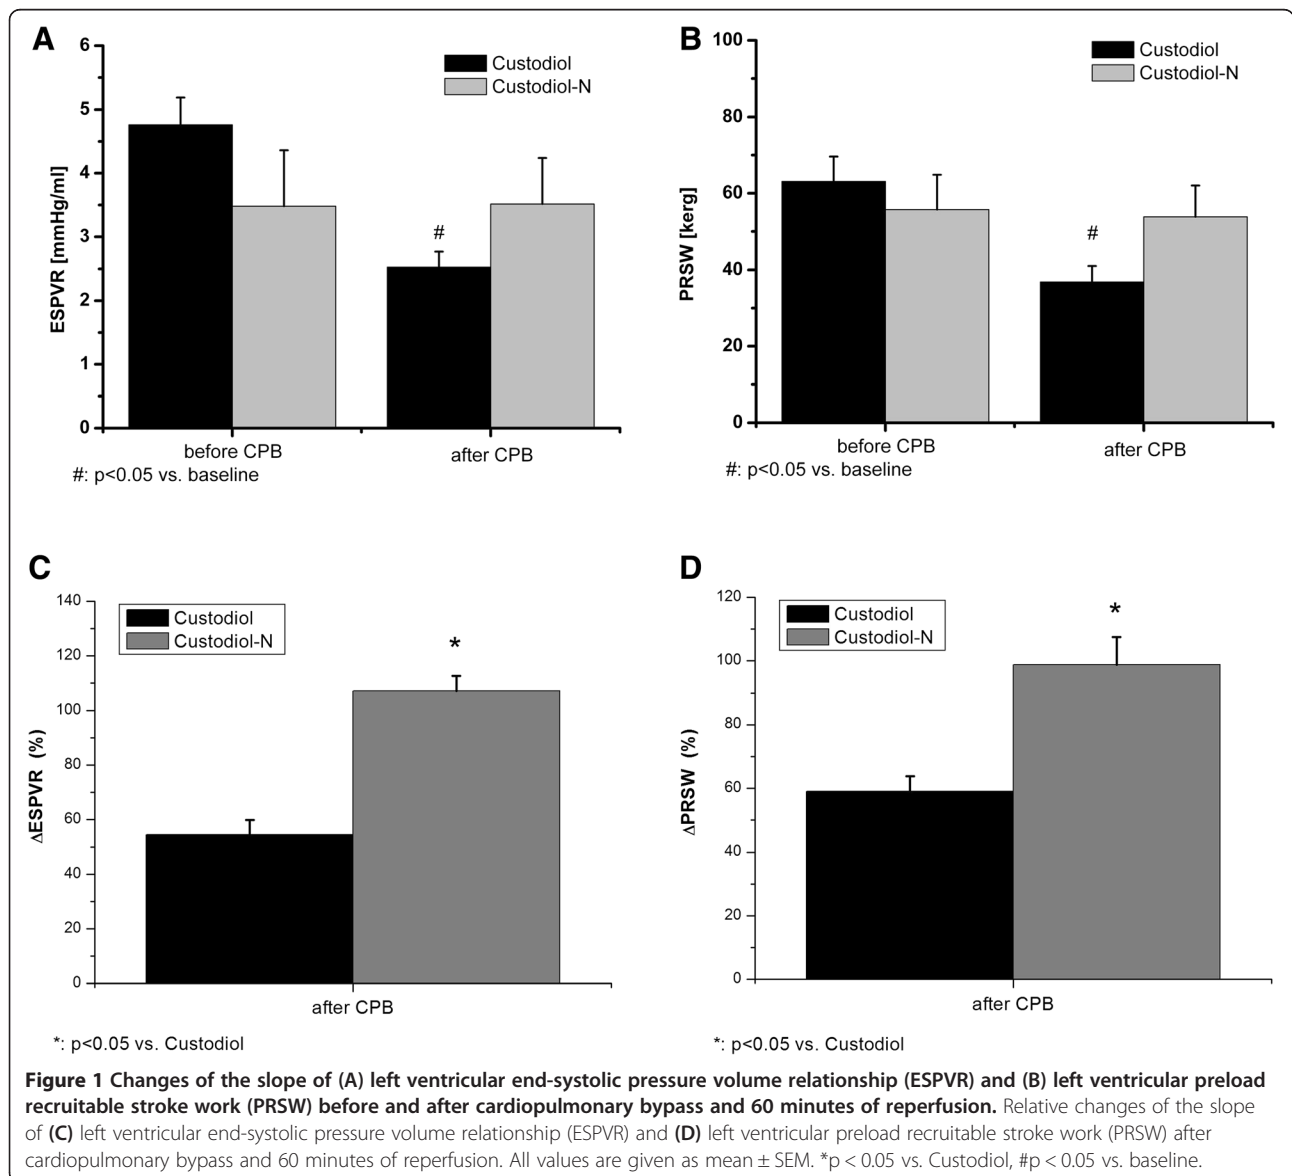 A
6
5
4
3
2
1
0
ESPVR [mmHg/ml]
Custodiol
Custodiol-N
#
before CPB
after CPB
#: p<0.05 vs. baseline
B
100
80
60
40
20
0
PRSW [kerg]
Custodiol
Custodiol-N
#
before CPB
after CPB
#: p<0.05 vs. baseline
C
140
120
100
80
60
40
20
0
ΔESPVR (%)
Custodiol
Custodiol-N
*
after CPB
*: p<0.05 vs. Custodiol
D
120
100
80
60
40
20
0
ΔPRSW (%)
Custodiol
Custodiol-N
*
after CPB
*: p<0.05 vs. Custodiol
Figure 1 Changes of the slope of (A) left ventricular end-systolic pressure volume relationship (ESPVR) and (B) left ventricular preload
recruitable stroke work (PRSW) before and after cardiopulmonary bypass and 60 minutes of reperfusion. Relative changes of the slope
of (C) left ventricular end-systolic pressure volume relationship (ESPVR) and (D) left ventricular preload recruitable stroke work (PRSW) after
cardiopulmonary bypass and 60 minutes of reperfusion. All values are given as mean ± SEM. *p < 0.05 vs. Custodiol, #p < 0.05 vs. baseline.